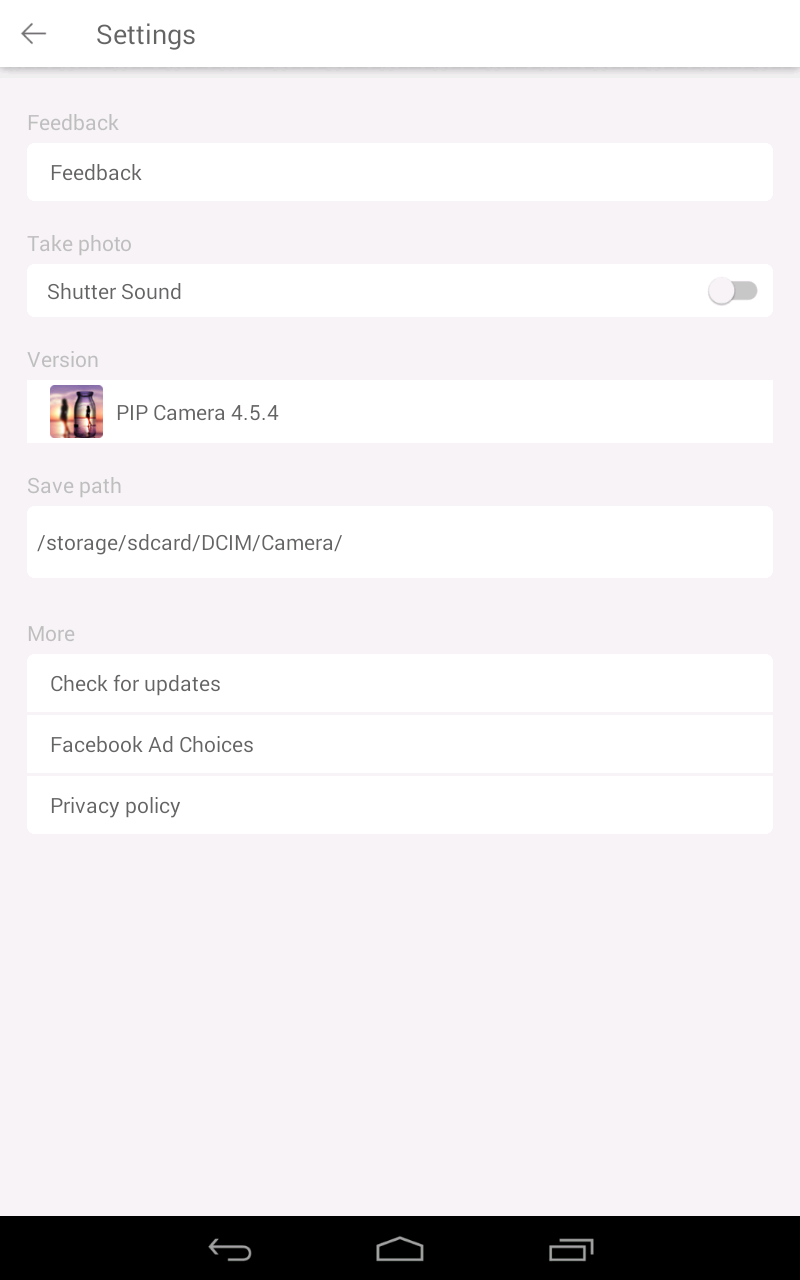 Settings
Feedback
Feedback
Take photo
Shutter Sound
Version
PIP Camera 4.5.4
Save path
/storage/sdcard/DCIM/Camera/
More
Check for updates
Facebook Ad Choices
Privacy policy